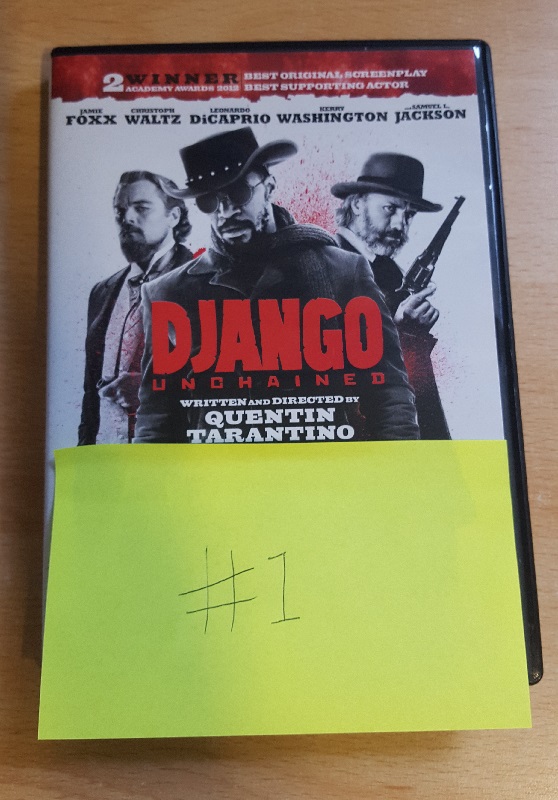 2 WINNER BEST ORIGINAL SCREENPLAY
ACADEMY AWARDS 2012 BEST SUPPORTING ACTOR
JAMIE CHRISTOPH LEONARDO KERRY SAMUEL L.
FOXX WALTZ DiCAPRIO WASHINGTON JACKSON
DJANGO
UNCHAINED
WRITTEN AND DIRECTED BY
QUENTIN
TARANTINO
#1